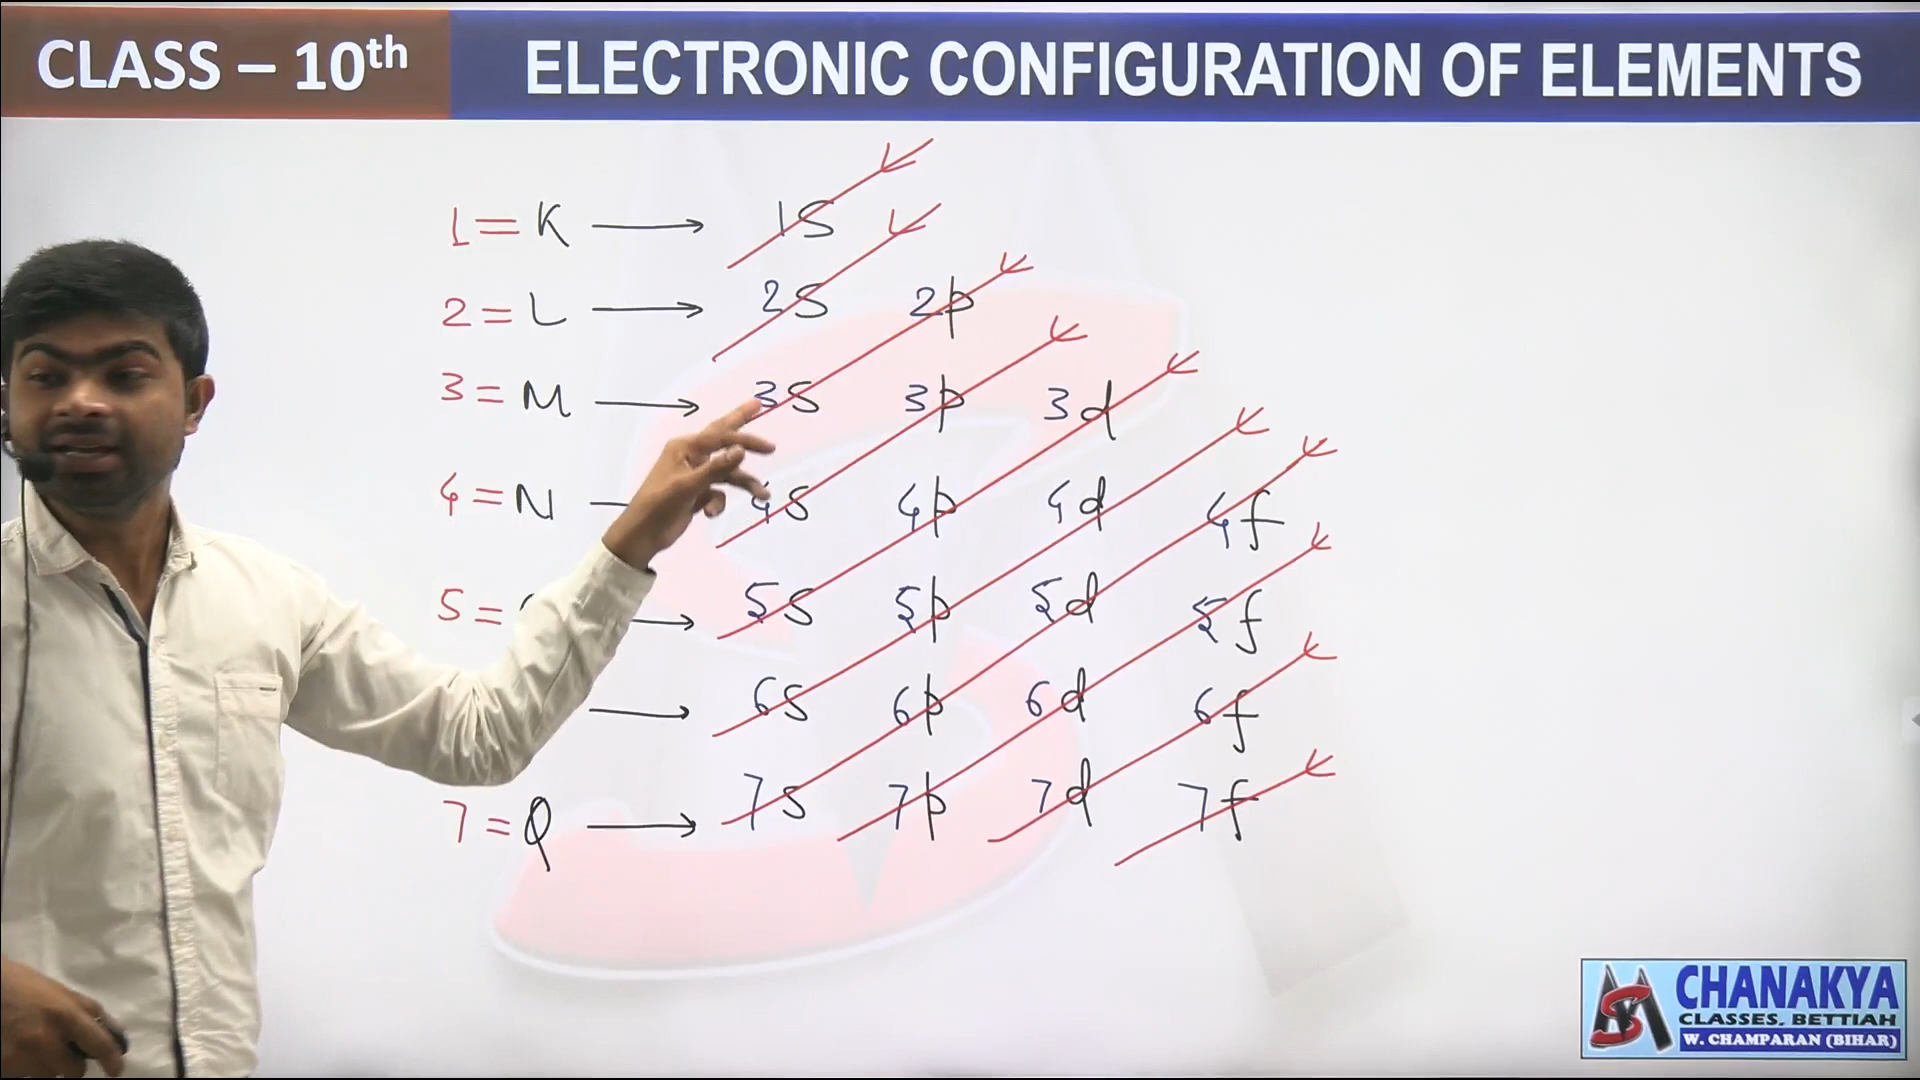 CLASS – 10th
ELECTRONIC CONFIGURATION OF ELEMENTS
1 = K → 1s
2 = L → 2s 2p
3 = M → 3s 3p 3d
4 = N 4s 4p 4d 4f
5 = → 5s 5p 5d 5f
→ 6s 6p 6d 6f
7 = Q → 7s 7p 7d 7f
CHANAKYA
CLASSES, BETTIAH
W. CHAMPARAN (BIHAR)